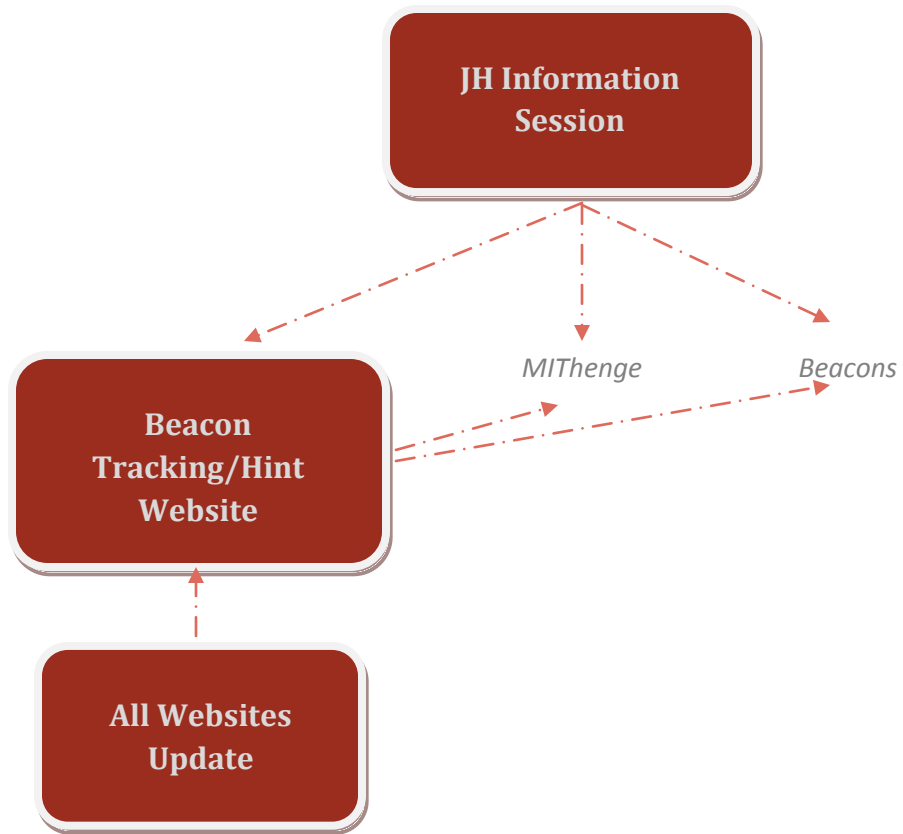 JH Information
Session
MIThenge
Beacons
Beacon
Tracking/Hint
Website
All Websites
Update